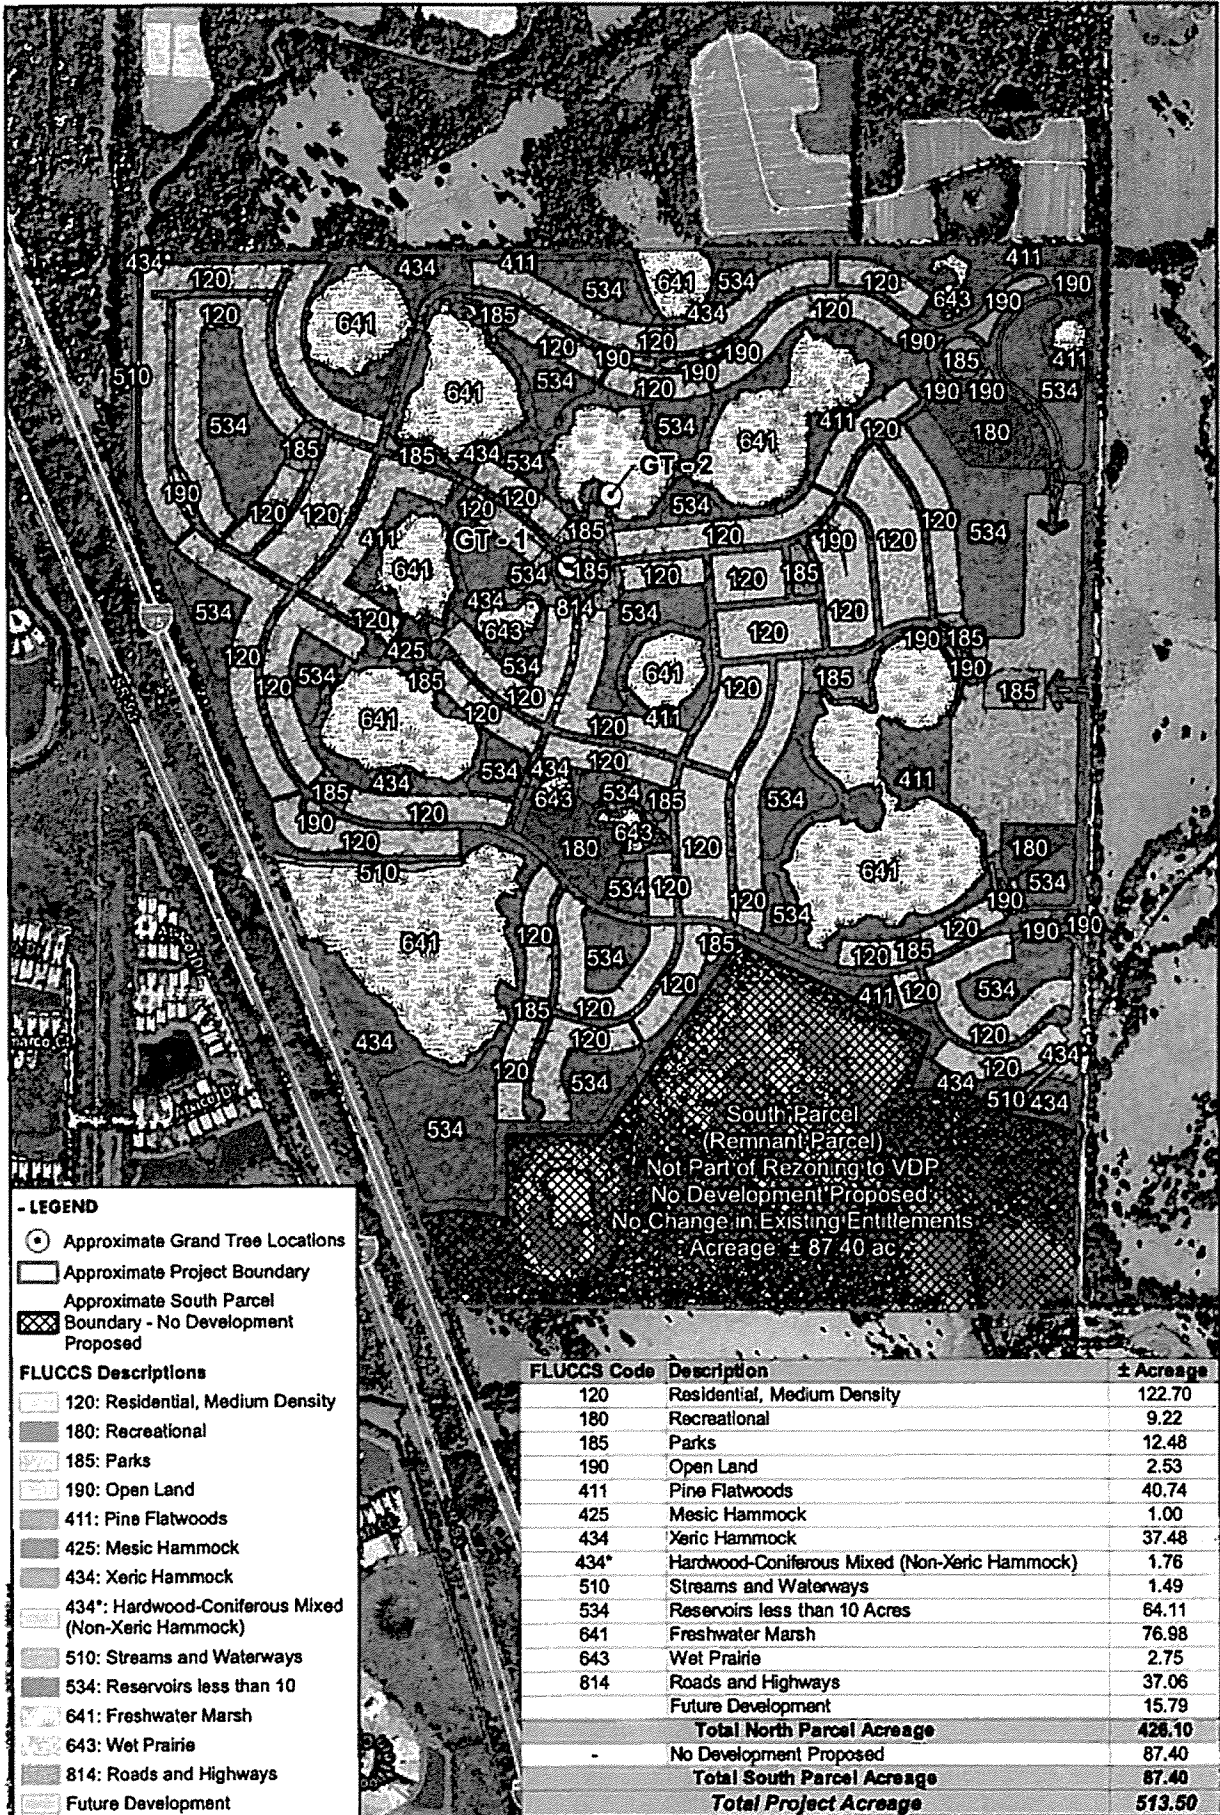 434*
120
434
411
534
641
534
120
411
190
643
190
120
641
185
434
120
510
120
190
120
190
190
190
185
411
534
120
534
641
190
190
534
180
534
185
185
434
534
641
411
120
GT - 2
190
120
120
120
534
185
120
534
411
GT - 1
120
190
120
534
641
534
185
120
120
185
120
534
434
814
534
120
643
120
190
185
425
120
534
641
120
185
190
185
534
120
185
120
641
120
120
411
434
534
434
120
643
534
185
534
411
185
120
190
120
643
180
120
180
510
641
534
120
534
190
641
120
534
120
534
185
120
120
185
190
190
120
411
120
534
185
120
120
120
434
120
120
434
534
434
510
434
534
South Parcel
(Remnant Parcel)
Not Part of Rezoning to VDP
No Development Proposed
No Change in Existing Entitlements
Acreage: ± 87.40 ac
- LEGEND
Approximate Grand Tree Locations
Approximate Project Boundary
Approximate South Parcel
Boundary - No Development
Proposed
FLUCCS Descriptions
120: Residential, Medium Density
180: Recreational
185: Parks
190: Open Land
411: Pine Flatwoods
425: Mesic Hammock
434: Xeric Hammock
434*: Hardwood-Coniferous Mixed
(Non-Xeric Hammock)
510: Streams and Waterways
534: Reservoirs less than 10
641: Freshwater Marsh
643: Wet Prairie
814: Roads and Highways
Future Development
FLUCCS Code Description ± Acreage
120 Residential, Medium Density 122.70
180 Recreational 9.22
185 Parks 12.48
190 Open Land 2.53
411 Pine Flatwoods 40.74
425 Mesic Hammock 1.00
434 Xeric Hammock 37.48
434* Hardwood-Coniferous Mixed (Non-Xeric Hammock) 1.76
510 Streams and Waterways 1.49
534 Reservoirs less than 10 Acres 64.11
641 Freshwater Marsh 76.98
643 Wet Prairie 2.75
814 Roads and Highways 37.06
Future Development 15.79
Total North Parcel Acreage 426.10
- No Development Proposed 87.40
Total South Parcel Acreage 87.40
Total Project Acreage 513.50